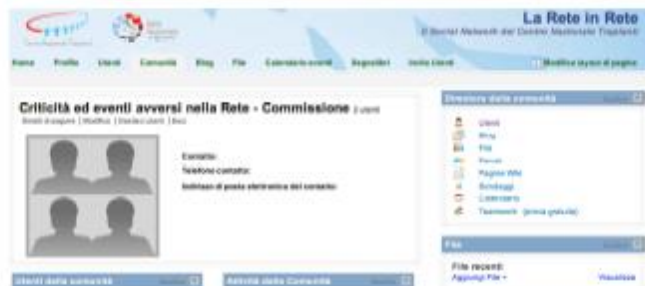 La Rete in Rete
Il Social Network del Centro Nazionale Trapianti
Home Profilo Utenti Comunità Blog File Calendario eventi Segnalibri Invita Utenti Modifica layout di pagina
Criticità ed eventi avversi nella Rete - Commissione
Contatto:
Telefono contatto:
Indirizzo di posta elettronica del contatto:
Utenti della comunità
Attività della Comunità
Directory della comunità
Utenti
Blog
File
Forum
Pagine Wiki
Sondaggi
Calendario
Teamwork (prova gratuita)
File
File recenti:
Aggiungi File
Visualizza